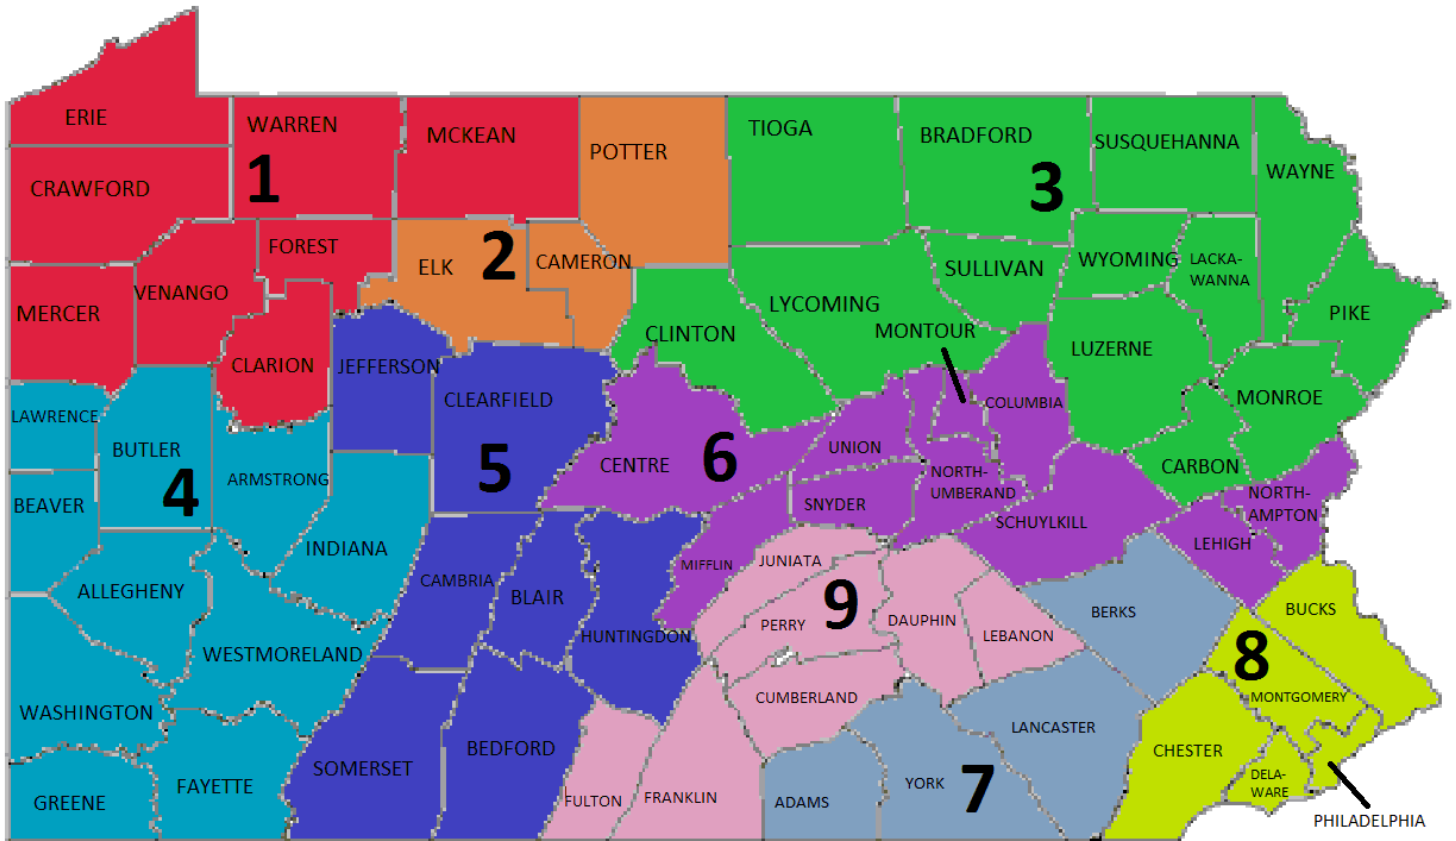 ERIE
WARREN
MCKEAN
POTTER
TIOGA
BRADFORD
SUSQUEHANNA
WAYNE
CRAWFORD
1
3
FOREST
ELK
2
CAMERON
SULLIVAN
WYOMING
LACKA-
WANNA
MERCER
VENANGO
LYCOMING
MONTOUR
PIKE
CLINTON
LUZERNE
CLARION
JEFFERSON
CLEARFIELD
COLUMBIA
MONROE
LAWRENCE
BUTLER
UNION
CENTRE
6
CARBON
BEAVER
4
ARMSTRONG
5
SNYDER
NORTH-
UMBERAND
NORTH-
AMPTON
SCHUYLKILL
INDIANA
LEHIGH
ALLEGHENY
CAMBRIA
BLAIR
MIFFLIN
JUNIATA
HUNTINGDON
PERRY
9
DAUPHIN
LEBANON
BERKS
BUCKS
WESTMORELAND
8
WASHINGTON
CUMBERLAND
MONTGOMERY
LANCASTER
BEDFORD
SOMERSET
CHESTER
GREENE
FAYETTE
FULTON
FRANKLIN
ADAMS
YORK
7
DELA-
WARE
PHILADELPHIA